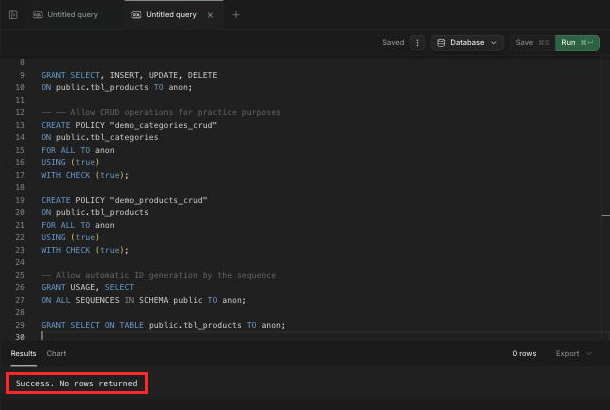 Untitled query
Untitled query
Saved
Database
Save ⌘S
Run ⌘↵
8
9 GRANT SELECT, INSERT, UPDATE, DELETE
10 ON public.tbl_products TO anon;
11
12 —— —— Allow CRUD operations for practice purposes
13 CREATE POLICY "demo_categories_crud"
14 ON public.tbl_categories
15 FOR ALL TO anon
16 USING (true)
17 WITH CHECK (true);
18
19 CREATE POLICY "demo_products_crud"
20 ON public.tbl_products
21 FOR ALL TO anon
22 USING (true)
23 WITH CHECK (true);
24
25 —— Allow automatic ID generation by the sequence
26 GRANT USAGE, SELECT
27 ON ALL SEQUENCES IN SCHEMA public TO anon;
28
29 GRANT SELECT ON TABLE public.tbl_products TO anon;
30
Results Chart 0 rows Export
Success. No rows returned